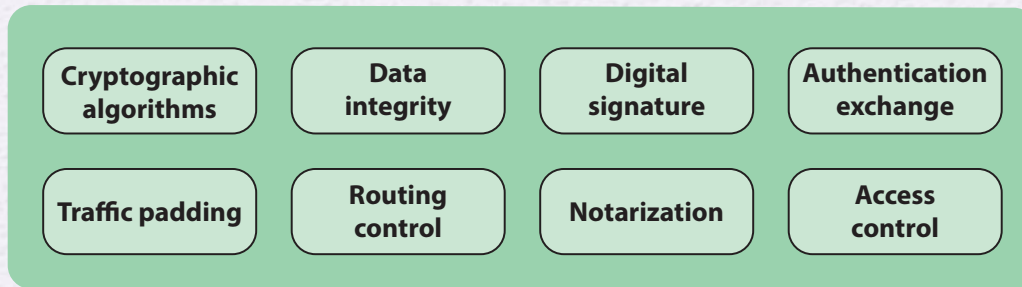 Cryptographic
algorithms
Data
integrity
Digital
signature
Authentication
exchange
Traffic padding
Routing
control
Notarization
Access
control